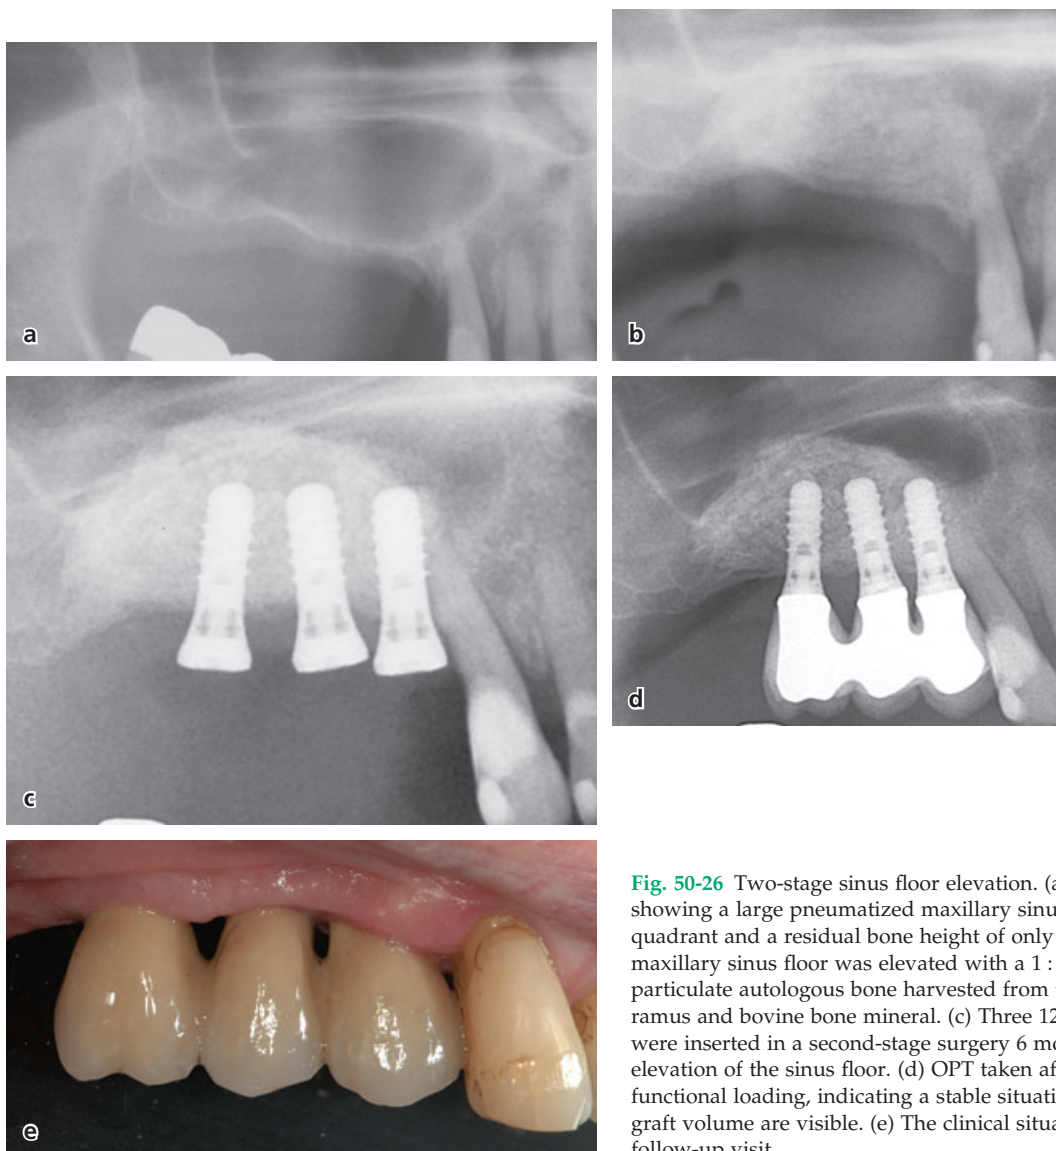 a
b
c
d
e
Fig. 50-26 Two-stage sinus floor elevation. (a
showing a large pneumatized maxillary sinu
quadrant and a residual bone height of only
maxillary sinus floor was elevated with a 1 :
particulate autologous bone harvested from
ramus and bovine bone mineral. (c) Three 12
were inserted in a second-stage surgery 6 mo
elevation of the sinus floor. (d) OPT taken af
functional loading, indicating a stable situati
graft volume are visible. (e) The clinical situa
follow-up visit